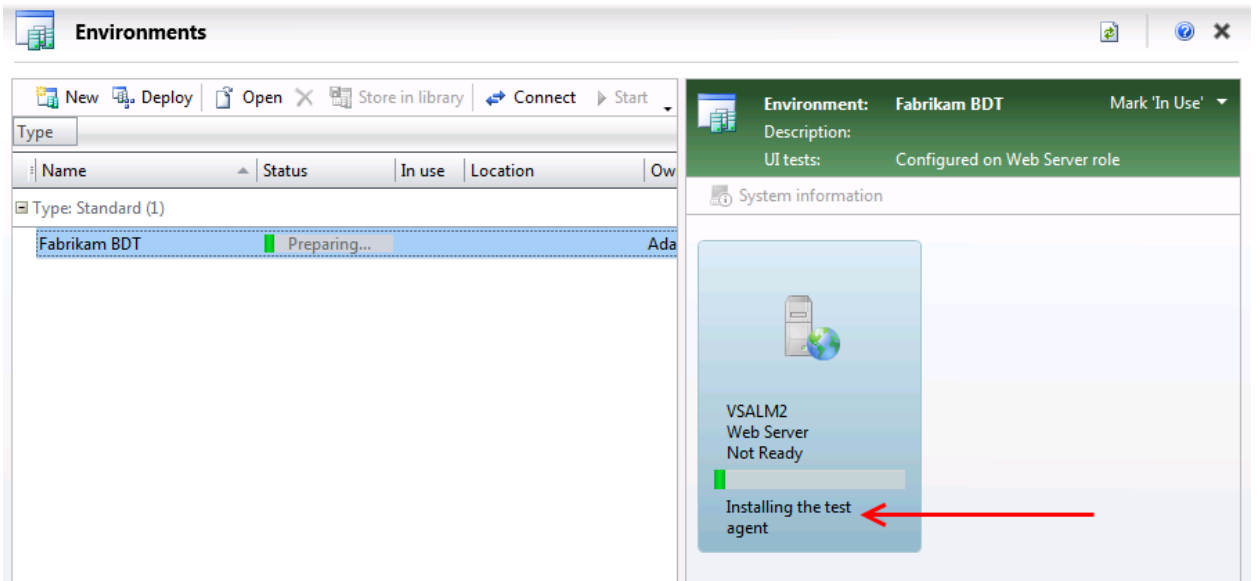 Environments
New Deploy Open Store in library Connect Start
Type
Name Status In use Location Ow
Type: Standard (1)
Fabrikam BDT Preparing... Ada
Environment: Fabrikam BDT Mark 'In Use'
Description:
UI tests: Configured on Web Server role
System information
VSALM2
Web Server
Not Ready
Installing the test
agent